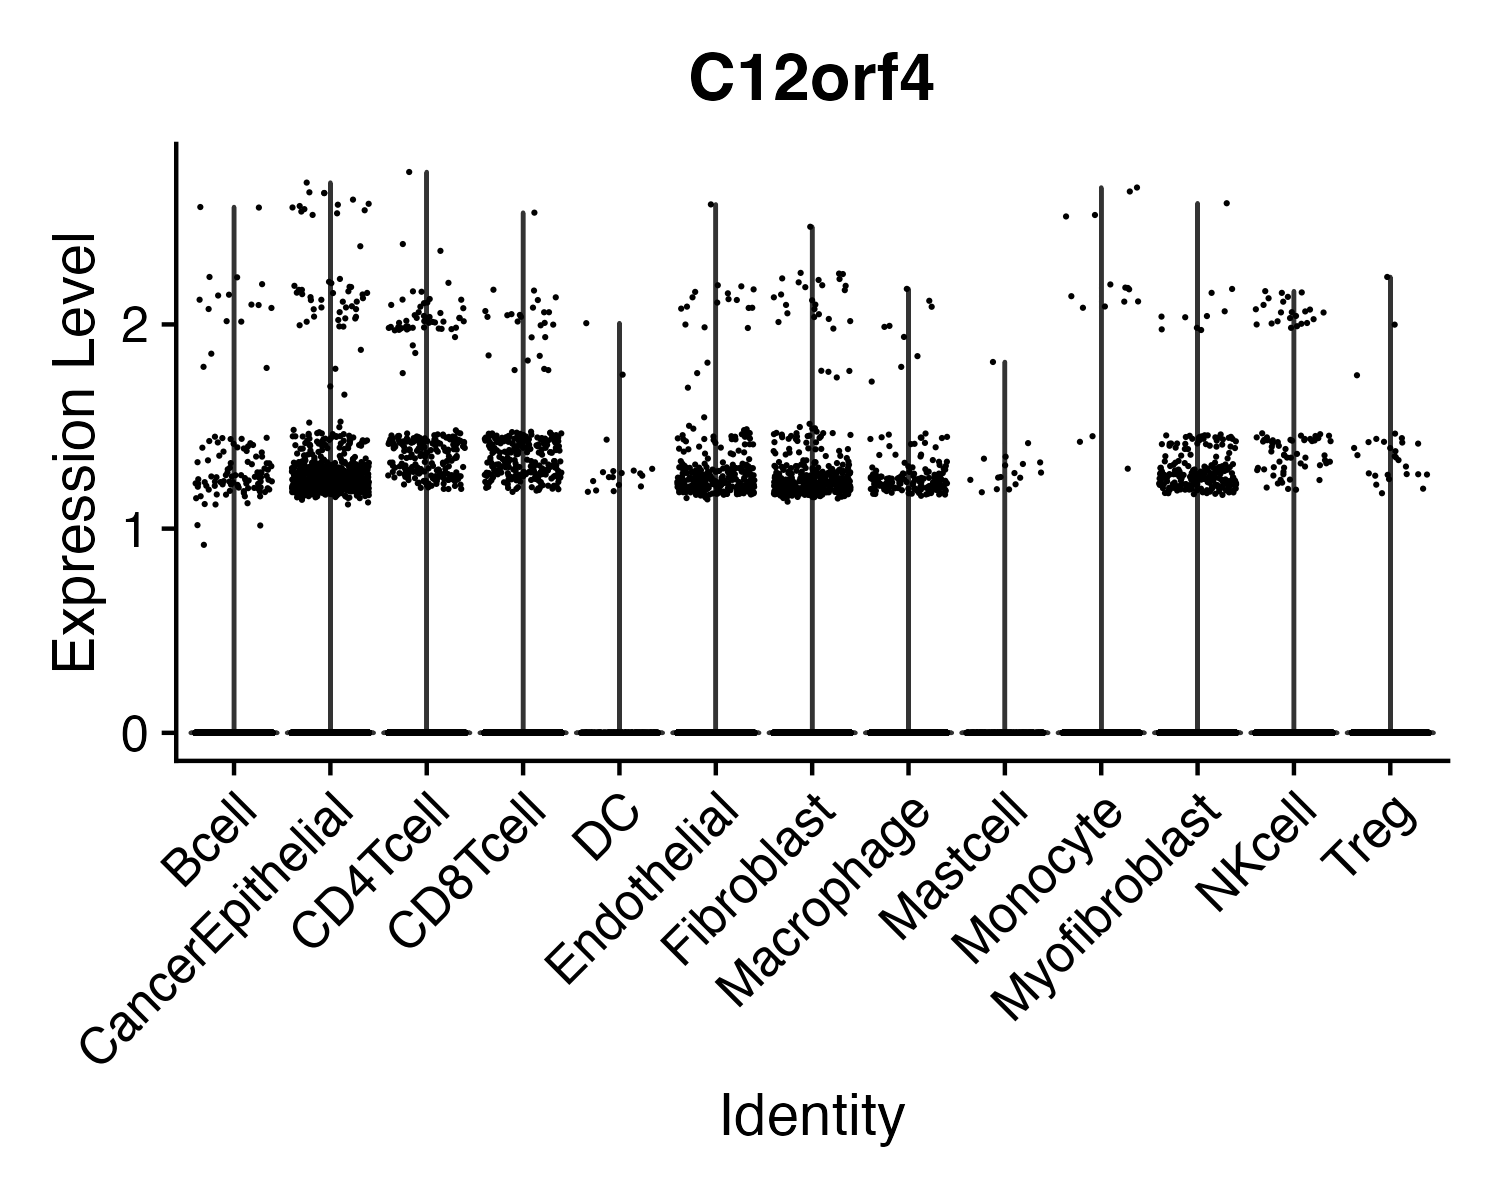 C12orf4
Expression Level
2
1
0
Bcell
CancerEpithelial
CD4Tcell
CD8Tcell
DC
Endothelial
Fibroblast
Macrophage
Mastcell
Monocyte
Myofibroblast
NKcell
Treg
Identity